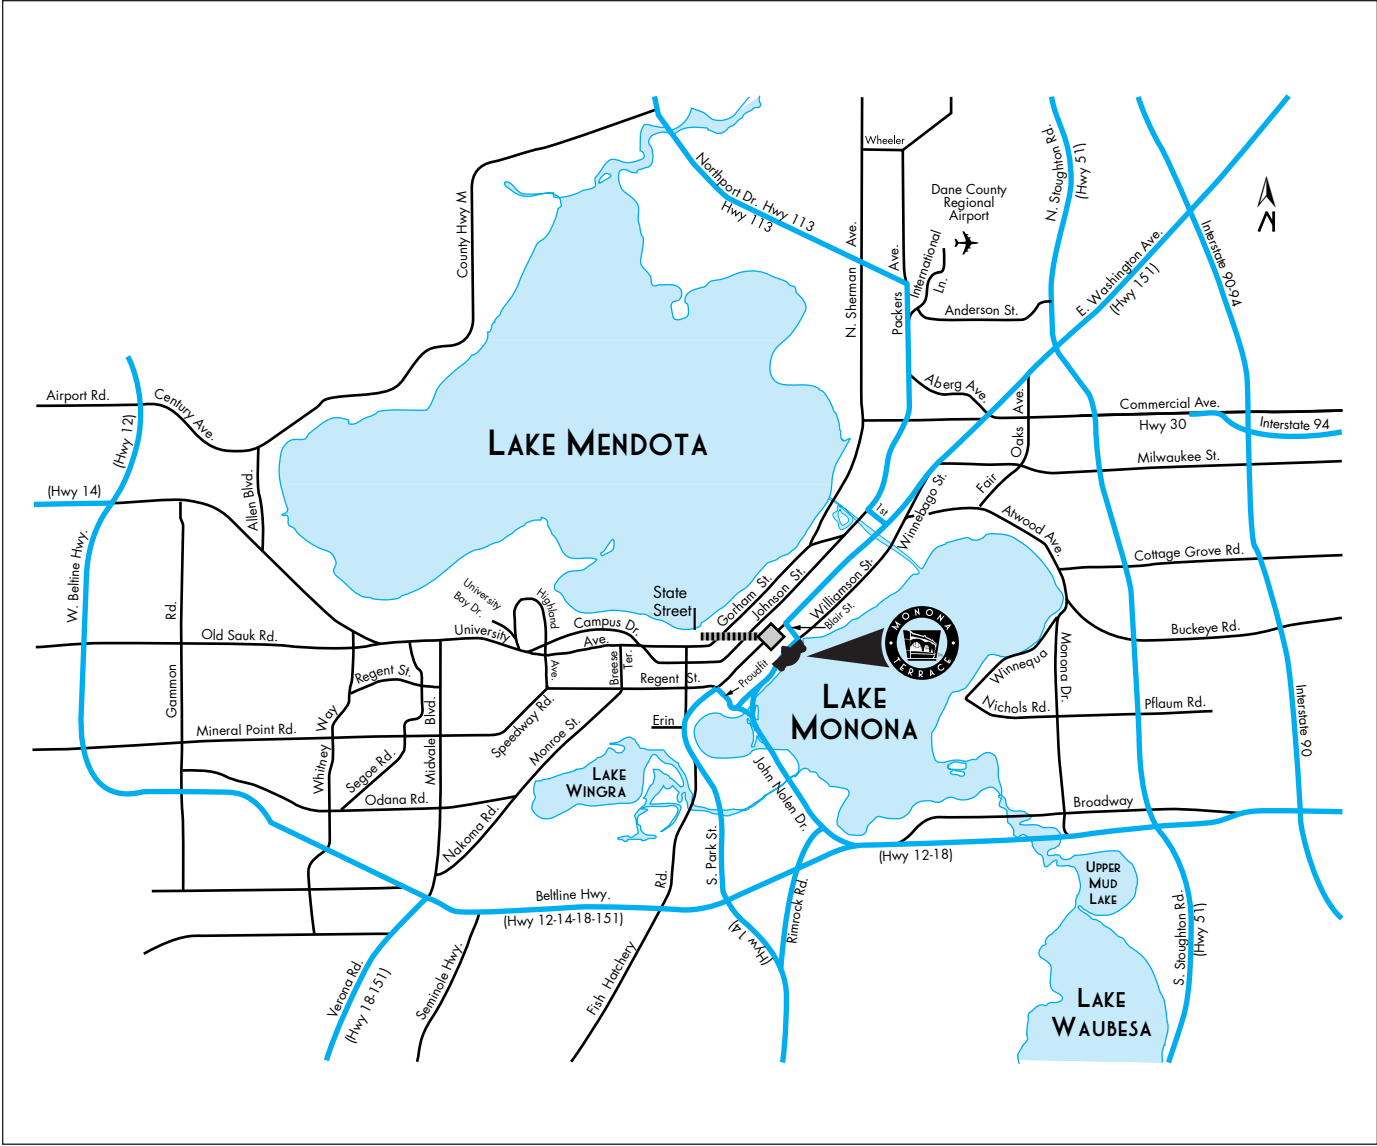 Wheeler
Northport Dr. Hwy 113
Hwy 113
County Hwy M
N. Sherman Ave.
Packers Ave.
International
Ln.
Dane County
Regional
Airport
Anderson St.
N. Stoughton Rd.
(Hwy 51)
E. Washington Ave.
(Hwy 151)
Interstate 90-94
N
Airport Rd.
Century Ave.
(Hwy 12)
(Hwy 14)
Allen Blvd.
W. Beltline Hwy.
LAKE MENDOTA
Aberg Ave.
Commercial Ave.
Hwy 30
Interstate 94
Milwaukee St.
Fair Oaks Ave.
1st
Winnebago St.
Atwood Ave.
Cottage Grove Rd.
Buckeye Rd.
State
Street
Gorham St.
Johnson St.
Williamson St.
Blair St.
University
Bay Dr.
Highland Ave.
Campus Dr.
University Ave.
Old Sauk Rd.
Gammon Rd.
Regent St.
Breese Ter.
Regent St.
Proudfit
MONONA
TERRACE
Winnequa
Monona Dr.
Nichols Rd.
Pflaum Rd.
LAKE
MONONA
Mineral Point Rd.
Whitney Way
Segoe Rd.
Midvale Blvd.
Speedway Rd.
Monroe St.
Erin
Odana Rd.
Nakoma Rd.
LAKE
WINGRA
John Nolen Dr.
Interstate 90
Broadway
(Hwy 12-18)
S. Park St.
Rimrock Rd.
UPPER
MUD
LAKE
Beltline Hwy.
(Hwy 12-14-18-151)
(Hyw 14)
Fish Hatchery Rd.
Seminole Hwy.
Verona Rd.
(Hwy 18-151)
S. Stoughton Rd.
(Hwy 51)
LAKE
WAUBESA